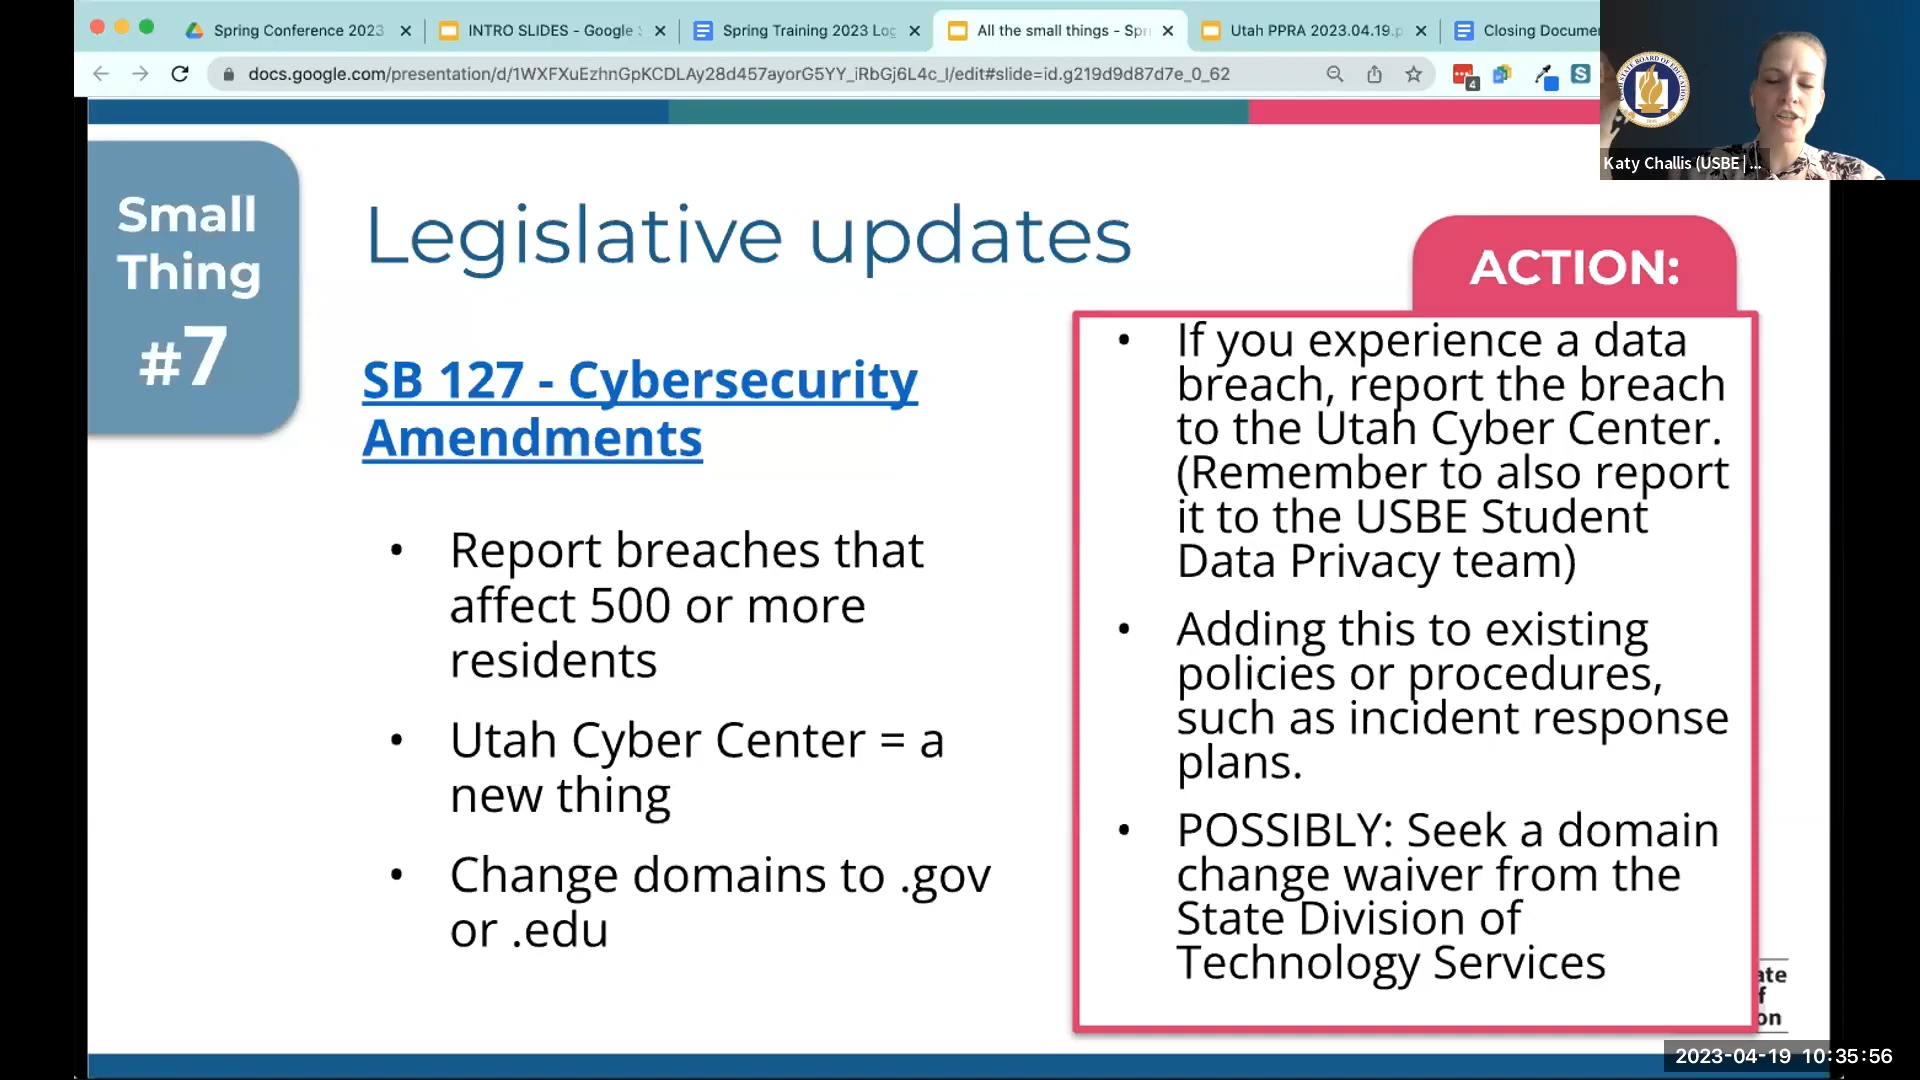 Spring Conference 2023
INTRO SLIDES - Google
Spring Training 2023 Log
All the small things - Spri
Utah PPRA 2023.04.19.p
Closing Docume
docs.google.com/presentation/d/1WXFXuEzhnGpKCDLAy28d457ayorG5YY_iRbGj6L4c_I/edit#slide=id.g219d9d87d7e_0_62
4
S
Katy Challis (USBE | ...
Small
Thing
#7
Legislative updates
SB 127 - Cybersecurity
Amendments
• Report breaches that
affect 500 or more
residents
• Utah Cyber Center = a
new thing
• Change domains to .gov
or .edu
ACTION:
• If you experience a data
breach, report the breach
to the Utah Cyber Center.
(Remember to also report
it to the USBE Student
Data Privacy team)
• Adding this to existing
policies or procedures,
such as incident response
plans.
• POSSIBLY: Seek a domain
change waiver from the
State Division of
Technology Services
ate
f
on
2023-04-19 10:35:56